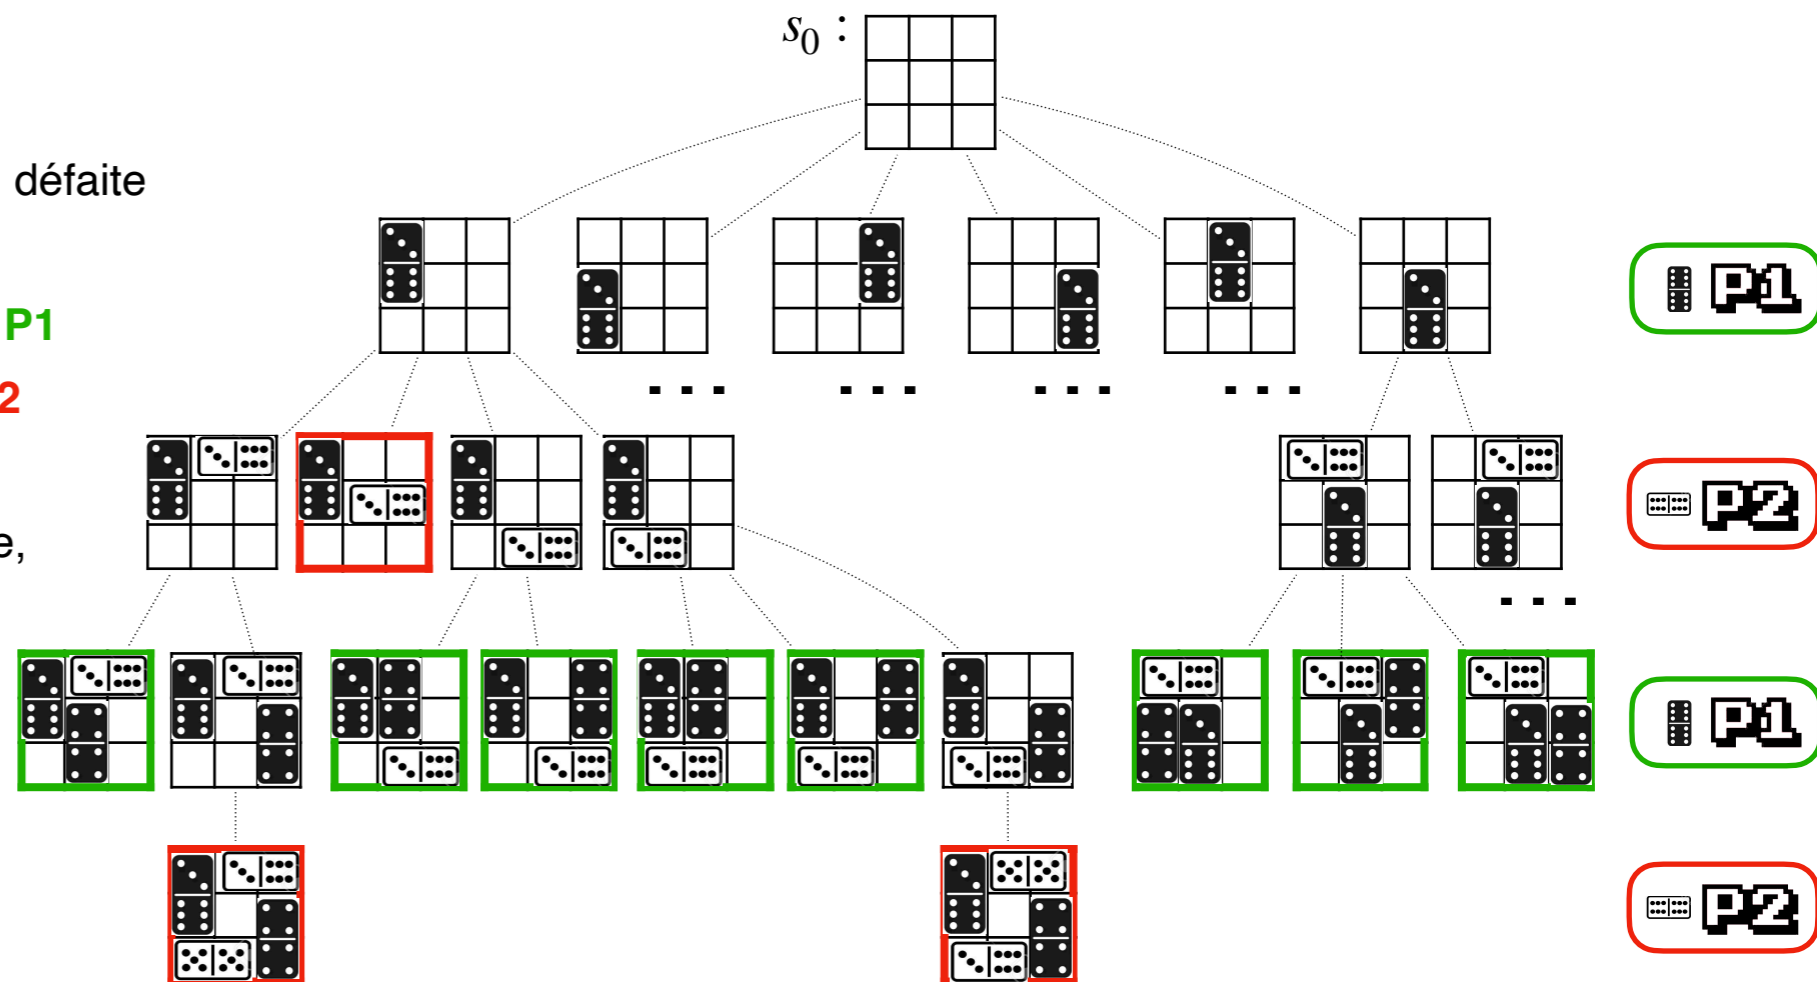 s₀ :
défaite
P1
P1
2
P2
e,
. . .
. . .
. . .
. . .
. . .
P1
P2